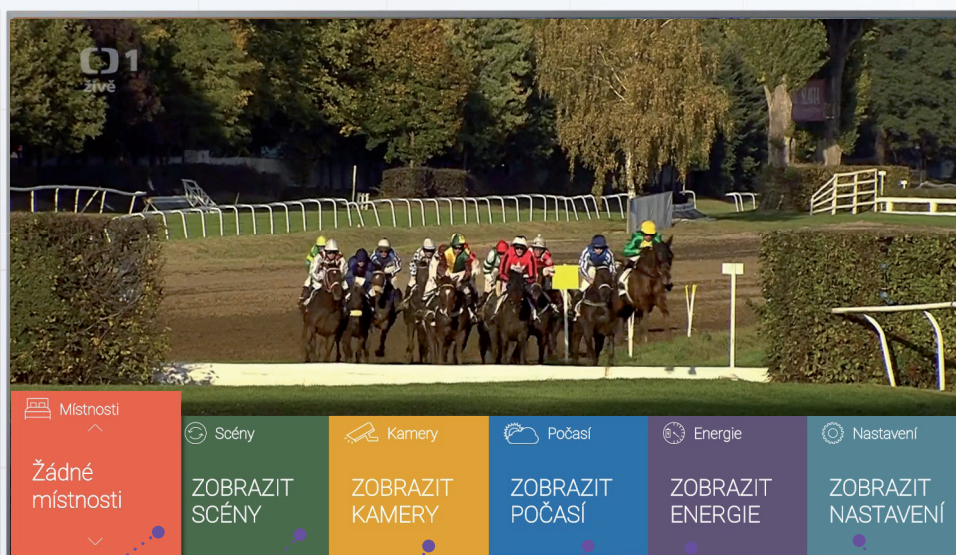 1
živě
Místnosti
Žádné
místnosti
Scény
ZOBRAZIT
SCÉNY
Kamery
ZOBRAZIT
KAMERY
Počasí
ZOBRAZIT
POČASÍ
Energie
ZOBRAZIT
ENERGIE
Nastavení
ZOBRAZIT
NASTAVENÍ